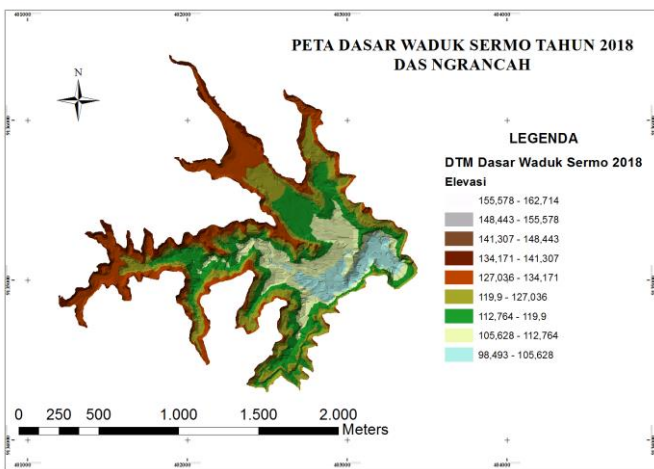 PETA DASAR WADUK SERMO TAHUN 2018
DAS NGRANCAH
N
LEGENDA
DTM Dasar Waduk Sermo 2018
Elevasi
155,578 - 162,714
148,443 - 155,578
141,307 - 148,443
134,171 - 141,307
127,036 - 134,171
119,9 - 127,036
112,764 - 119,9
105,628 - 112,764
98,493 - 105,628
0 250 500 1.000 1.500 2.000
Meters